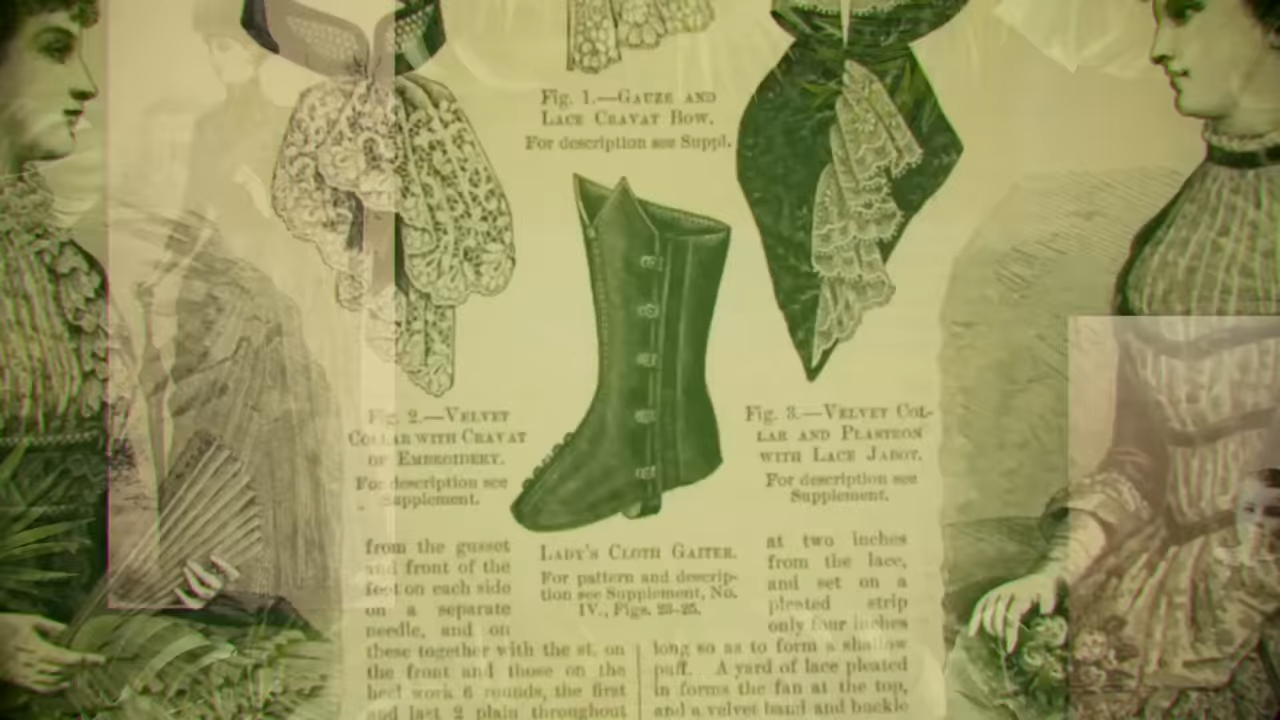 Fig. 1.—Gauze and
Lace Cravat Bow.
For description see Suppl.
Fig. 2.—Velvet
Collar with Cravat
of Embroidery.
For description see
Supplement.
Fig. 3.—Velvet Col-
lar and Plastron
with Lace Jabot.
For description see
Supplement.
Lady's Cloth Gaiter.
For pattern and descrip-
tion see Supplement, No.
IV., Figs. 23-25.
from the gusset
and front of the
feet on each side
on a separate
needle, and on
these together with the st. on
the front and those on the
heel work 6 rounds, the first
and last 2 plain throughout
at two inches
from the lace,
and set on a
pleated strip
only four inches
long so as to form a shallow
puff. A yard of lace pleated
in forms the fan at the top,
and a velvet band and buckle